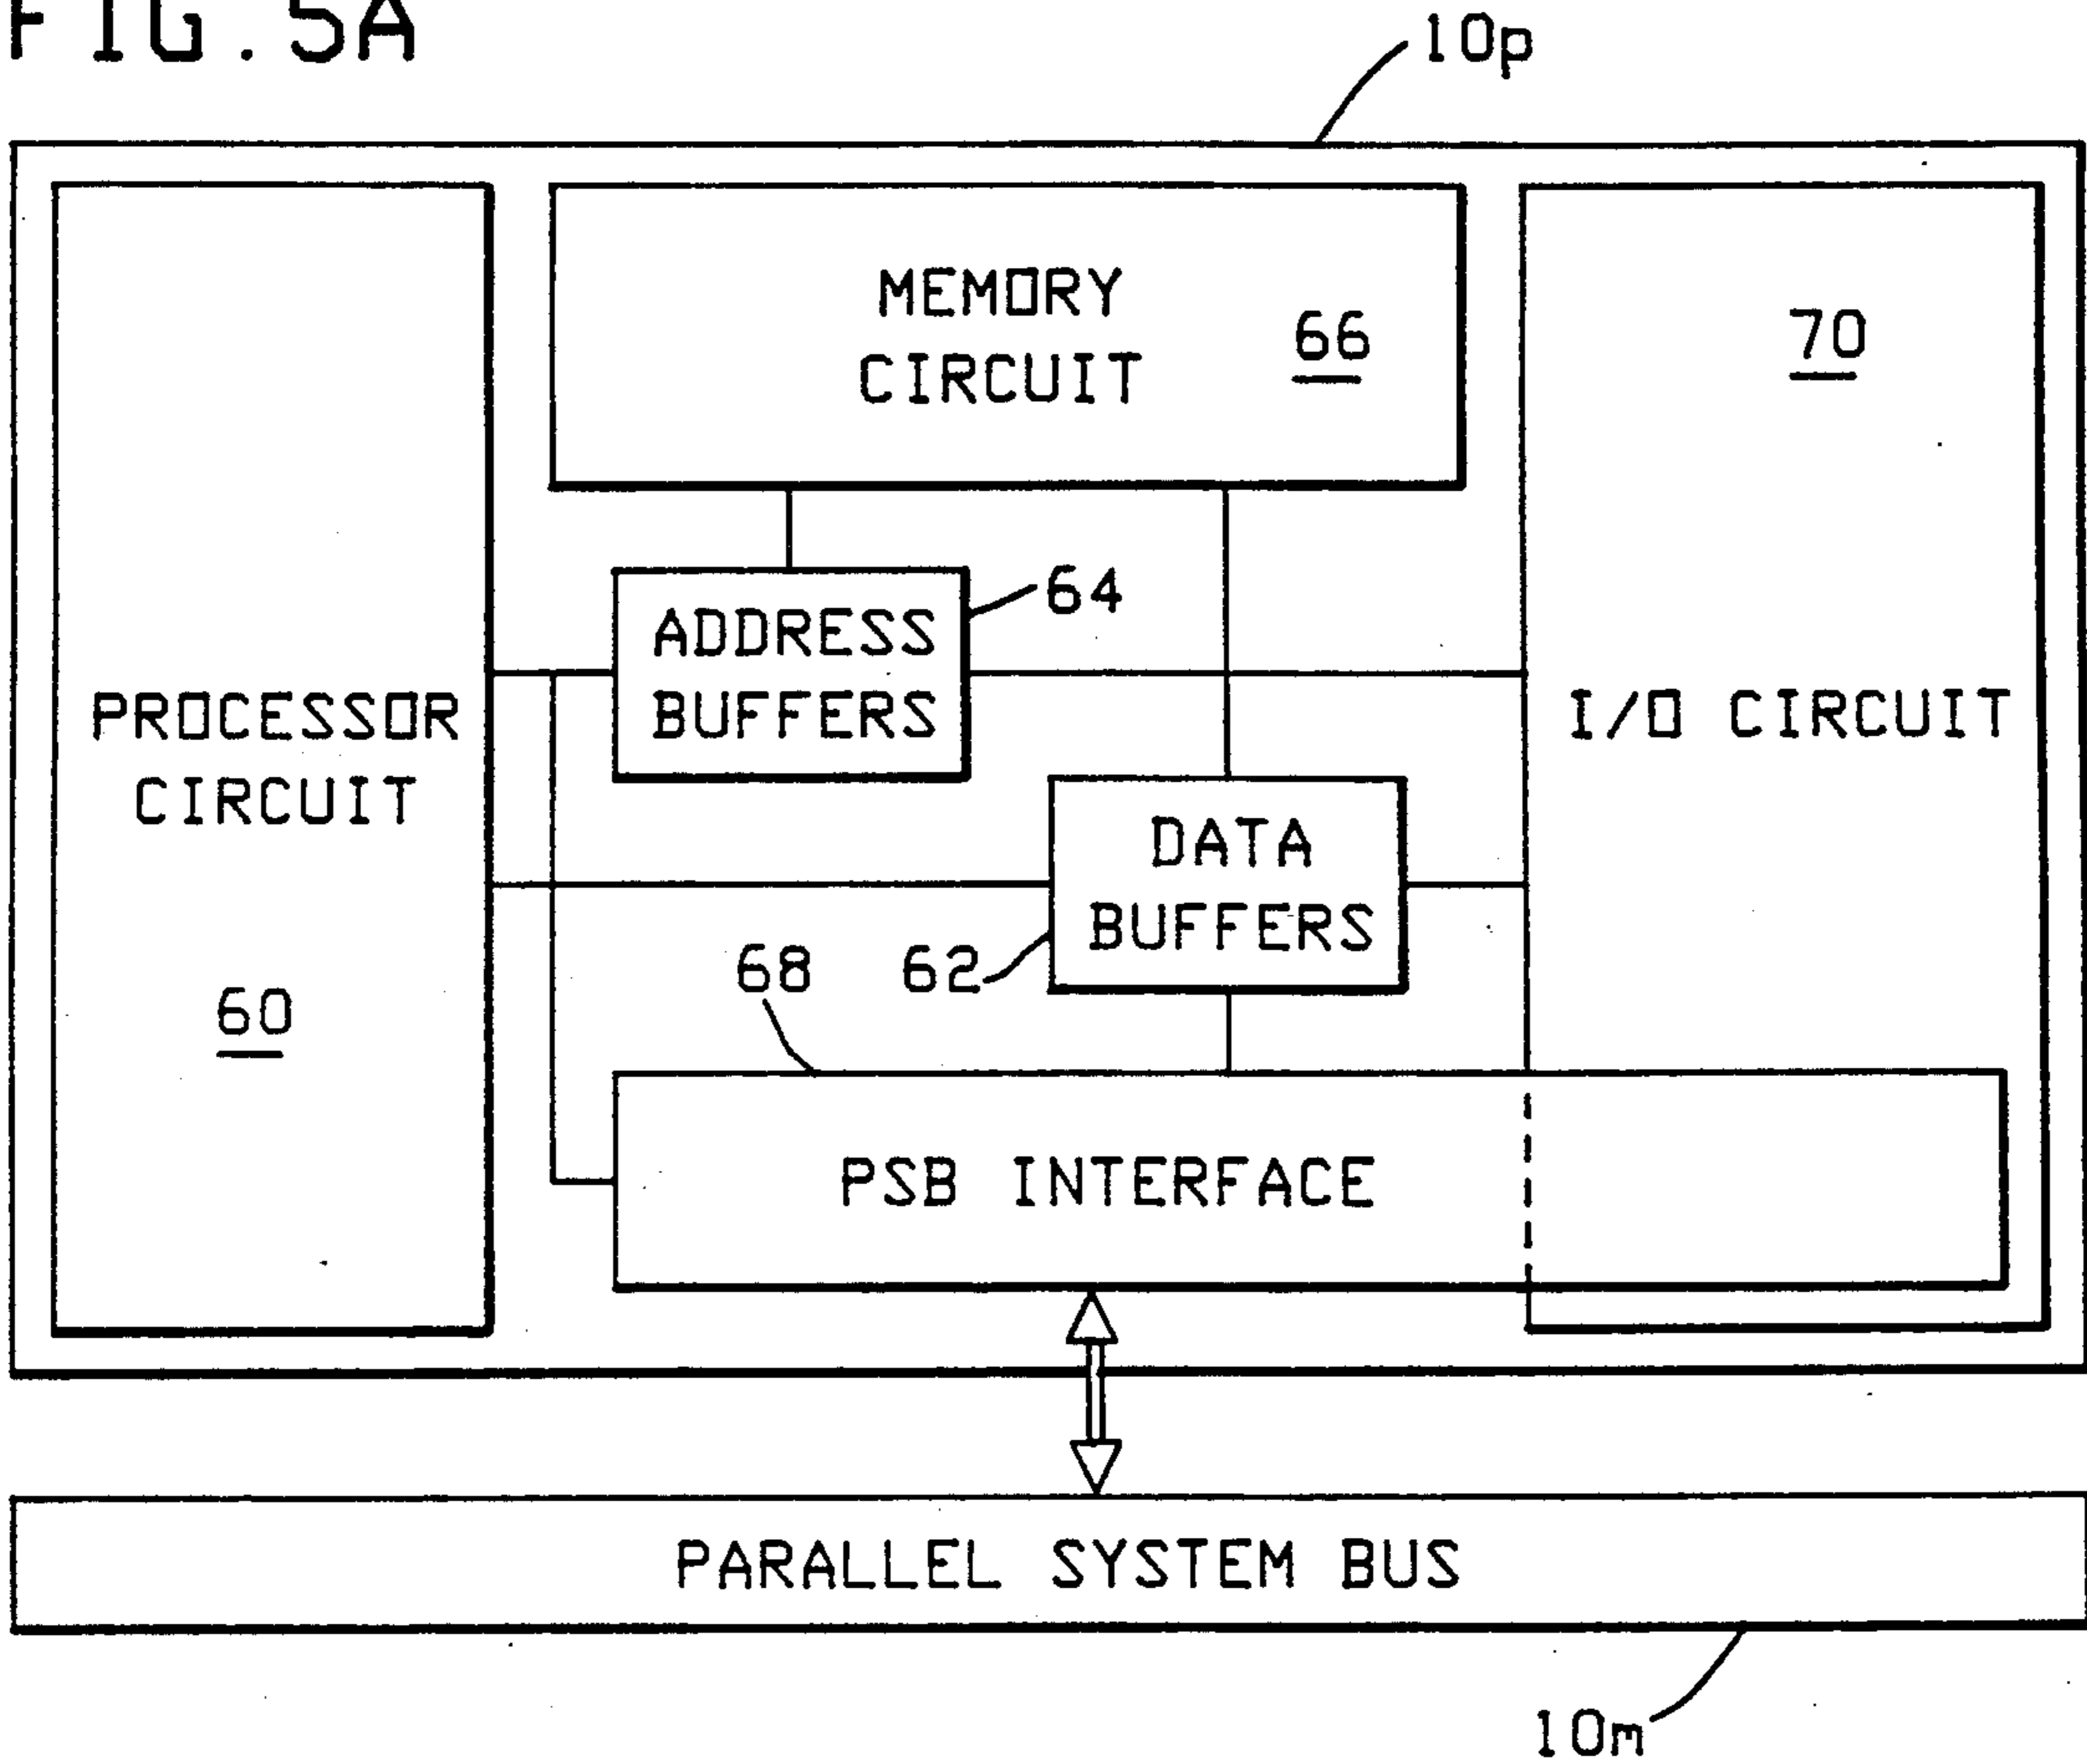 FIG.5A
10p
MEMORY
CIRCUIT
66
70
64
ADDRESS
BUFFERS
PROCESSOR
CIRCUIT
60
I/O CIRCUIT
DATA
BUFFERS
62
68
PSB INTERFACE
PARALLEL SYSTEM BUS
10m